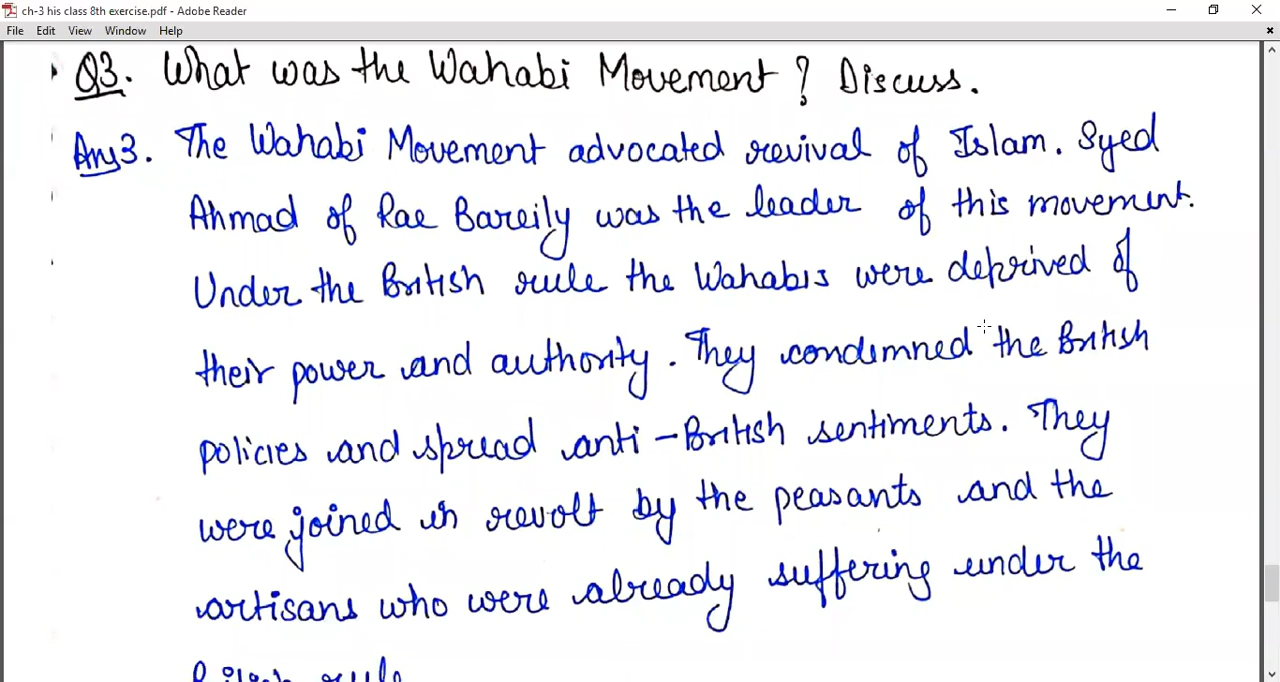 ch-3 his class 8th exercise.pdf - Adobe Reader
File Edit View Window Help
Q3. What was the Wahabi Movement? Discuss.
Ans3. The Wahabi Movement advocated revival of Islam. Syed
Ahmad of Rae Bareily was the leader of this movement.
Under the British rule the Wahabis were deprived of
their power and authority. They condemned the British
policies and spread anti-British sentiments. They
were joined in revolt by the peasants and the
artisans who were already suffering under the
British rule